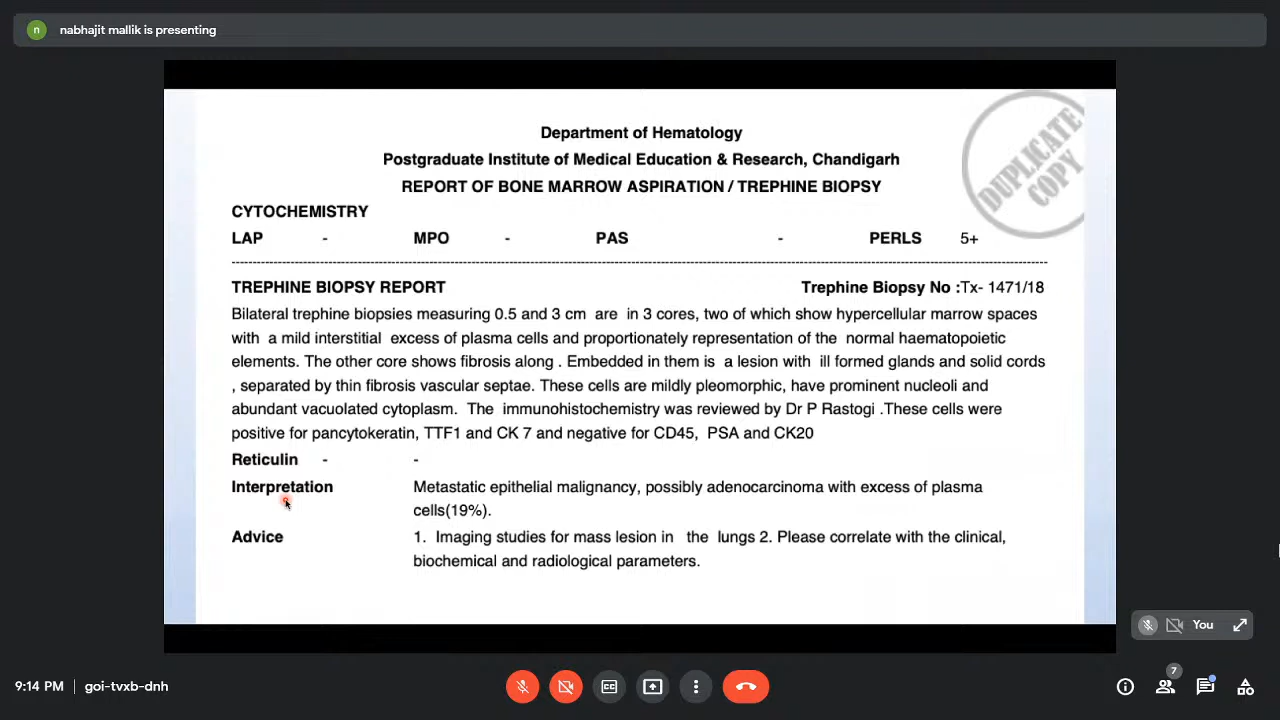 n nabhajit mallik is presenting
Department of Hematology
Postgraduate Institute of Medical Education & Research, Chandigarh
REPORT OF BONE MARROW ASPIRATION / TREPHINE BIOPSY
DUPLICATE
COPY
CYTOCHEMISTRY
LAP - MPO - PAS - PERLS 5+
TREPHINE BIOPSY REPORT Trephine Biopsy No :Tx- 1471/18
Bilateral trephine biopsies measuring 0.5 and 3 cm are in 3 cores, two of which show hypercellular marrow spaces
with a mild interstitial excess of plasma cells and proportionately representation of the normal haematopoietic
elements. The other core shows fibrosis along . Embedded in them is a lesion with ill formed glands and solid cords
, separated by thin fibrosis vascular septae. These cells are mildly pleomorphic, have prominent nucleoli and
abundant vacuolated cytoplasm. The immunohistochemistry was reviewed by Dr P Rastogi .These cells were
positive for pancytokeratin, TTF1 and CK 7 and negative for CD45, PSA and CK20
Reticulin - -
Interpretation Metastatic epithelial malignancy, possibly adenocarcinoma with excess of plasma
cells(19%).
Advice 1. Imaging studies for mass lesion in the lungs 2. Please correlate with the clinical,
biochemical and radiological parameters.
You
9:14 PM | goi-tvxb-dnh
7